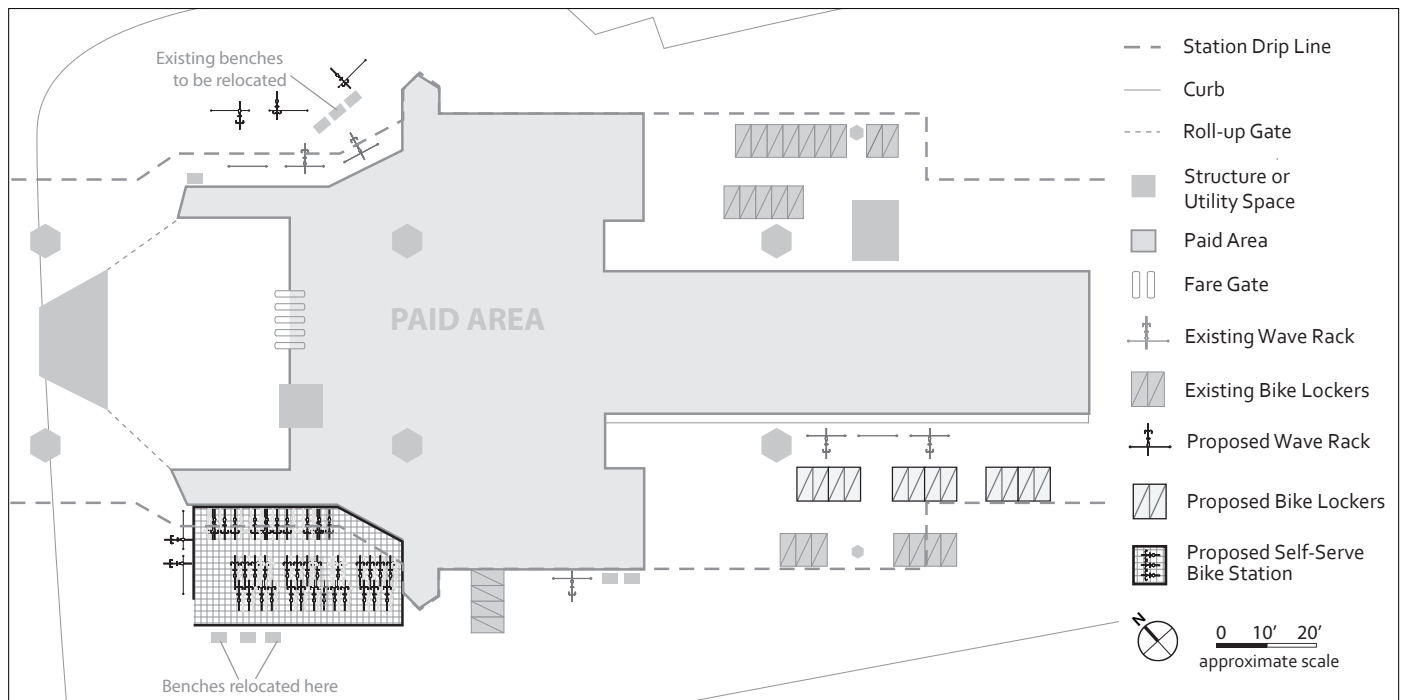 Existing benches
to be relocated
PAID AREA
Benches relocated here
Station Drip Line
Curb
Roll-up Gate
Structure or
Utility Space
Paid Area
Fare Gate
Existing Wave Rack
Existing Bike Lockers
Proposed Wave Rack
Proposed Bike Lockers
Proposed Self-Serve
Bike Station
N
0 10’ 20’
approximate scale